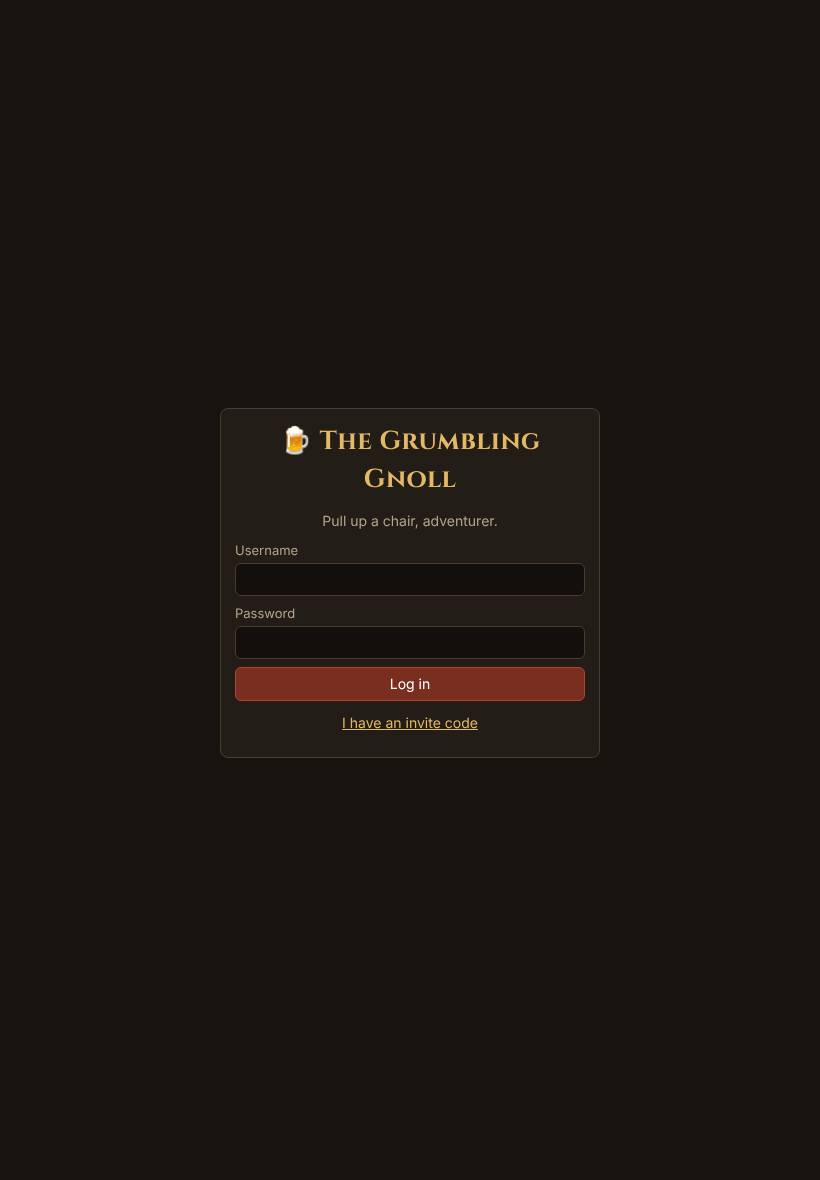 The Grumbling
Gnoll
Pull up a chair, adventurer.
Username
Password
Log in
I have an invite code